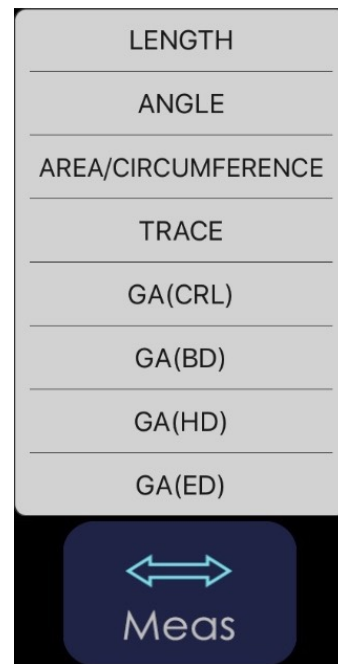 LENGTH
ANGLE
AREA/CIRCUMFERENCE
TRACE
GA(CRL)
GA(BD)
GA(HD)
GA(ED)
Meas